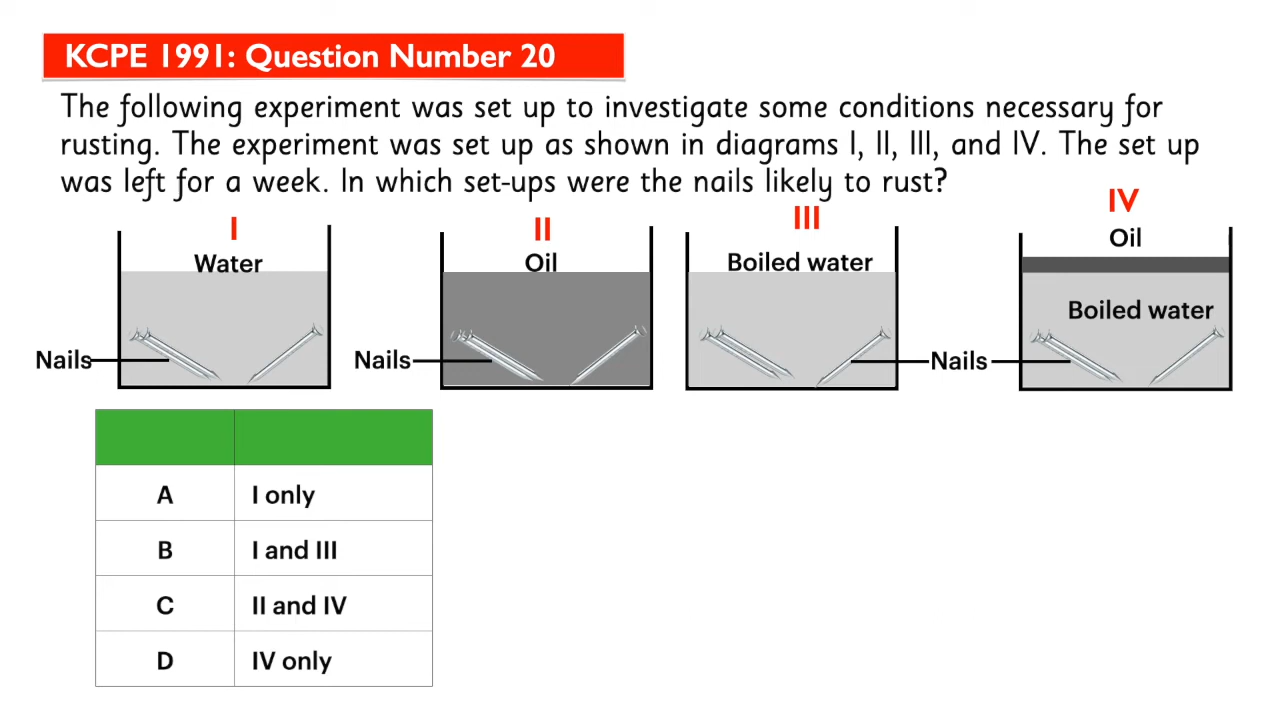 KCPE 1991: Question Number 20
The following experiment was set up to investigate some conditions necessary for
rusting. The experiment was set up as shown in diagrams I, II, III, and IV. The set up
was left for a week. In which set-ups were the nails likely to rust?
I
II
III
IV
Water
Oil
Boiled water
Oil
Boiled water
Nails
Nails
Nails
A I only
B I and III
C II and IV
D IV only